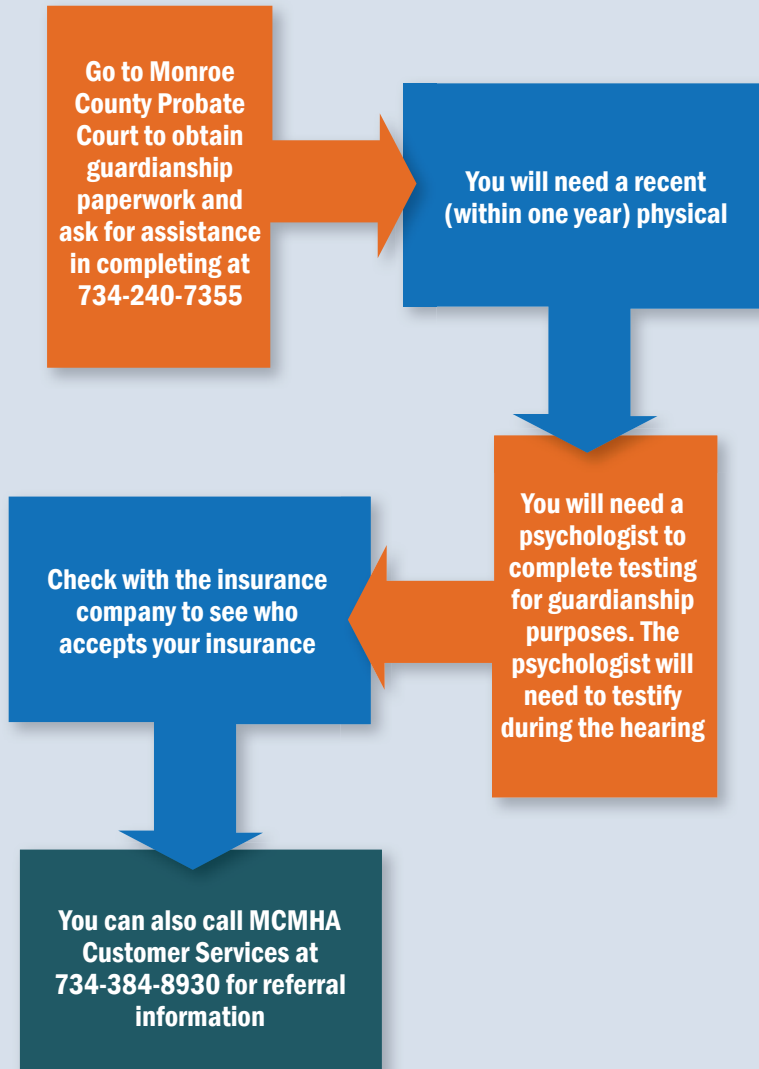 Go to Monroe
County Probate
Court to obtain
guardianship
paperwork and
ask for assistance
in completing at
734-240-7355
You will need a recent
(within one year) physical
You will need a
psychologist to
complete testing
for guardianship
purposes. The
psychologist will
need to testify
during the hearing
Check with the insurance
company to see who
accepts your insurance
You can also call MCMHA
Customer Services at
734-384-8930 for referral
information